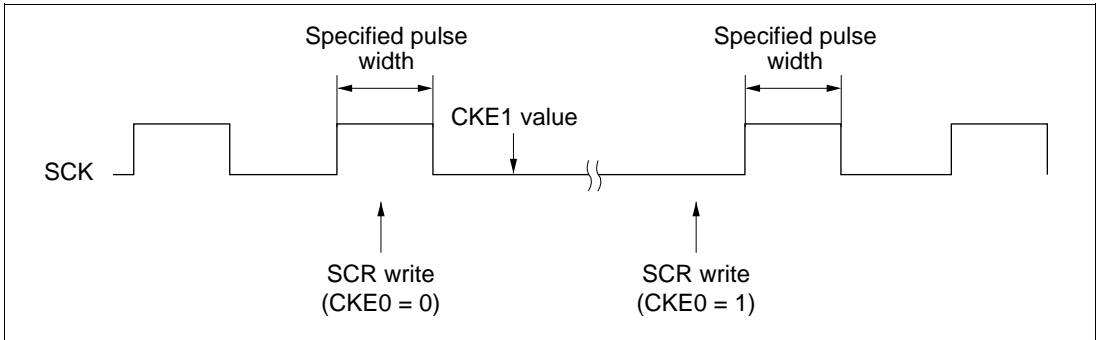 Specified pulse
width
Specified pulse
width
CKE1 value
SCK
SCR write
(CKE0 = 0)
SCR write
(CKE0 = 1)